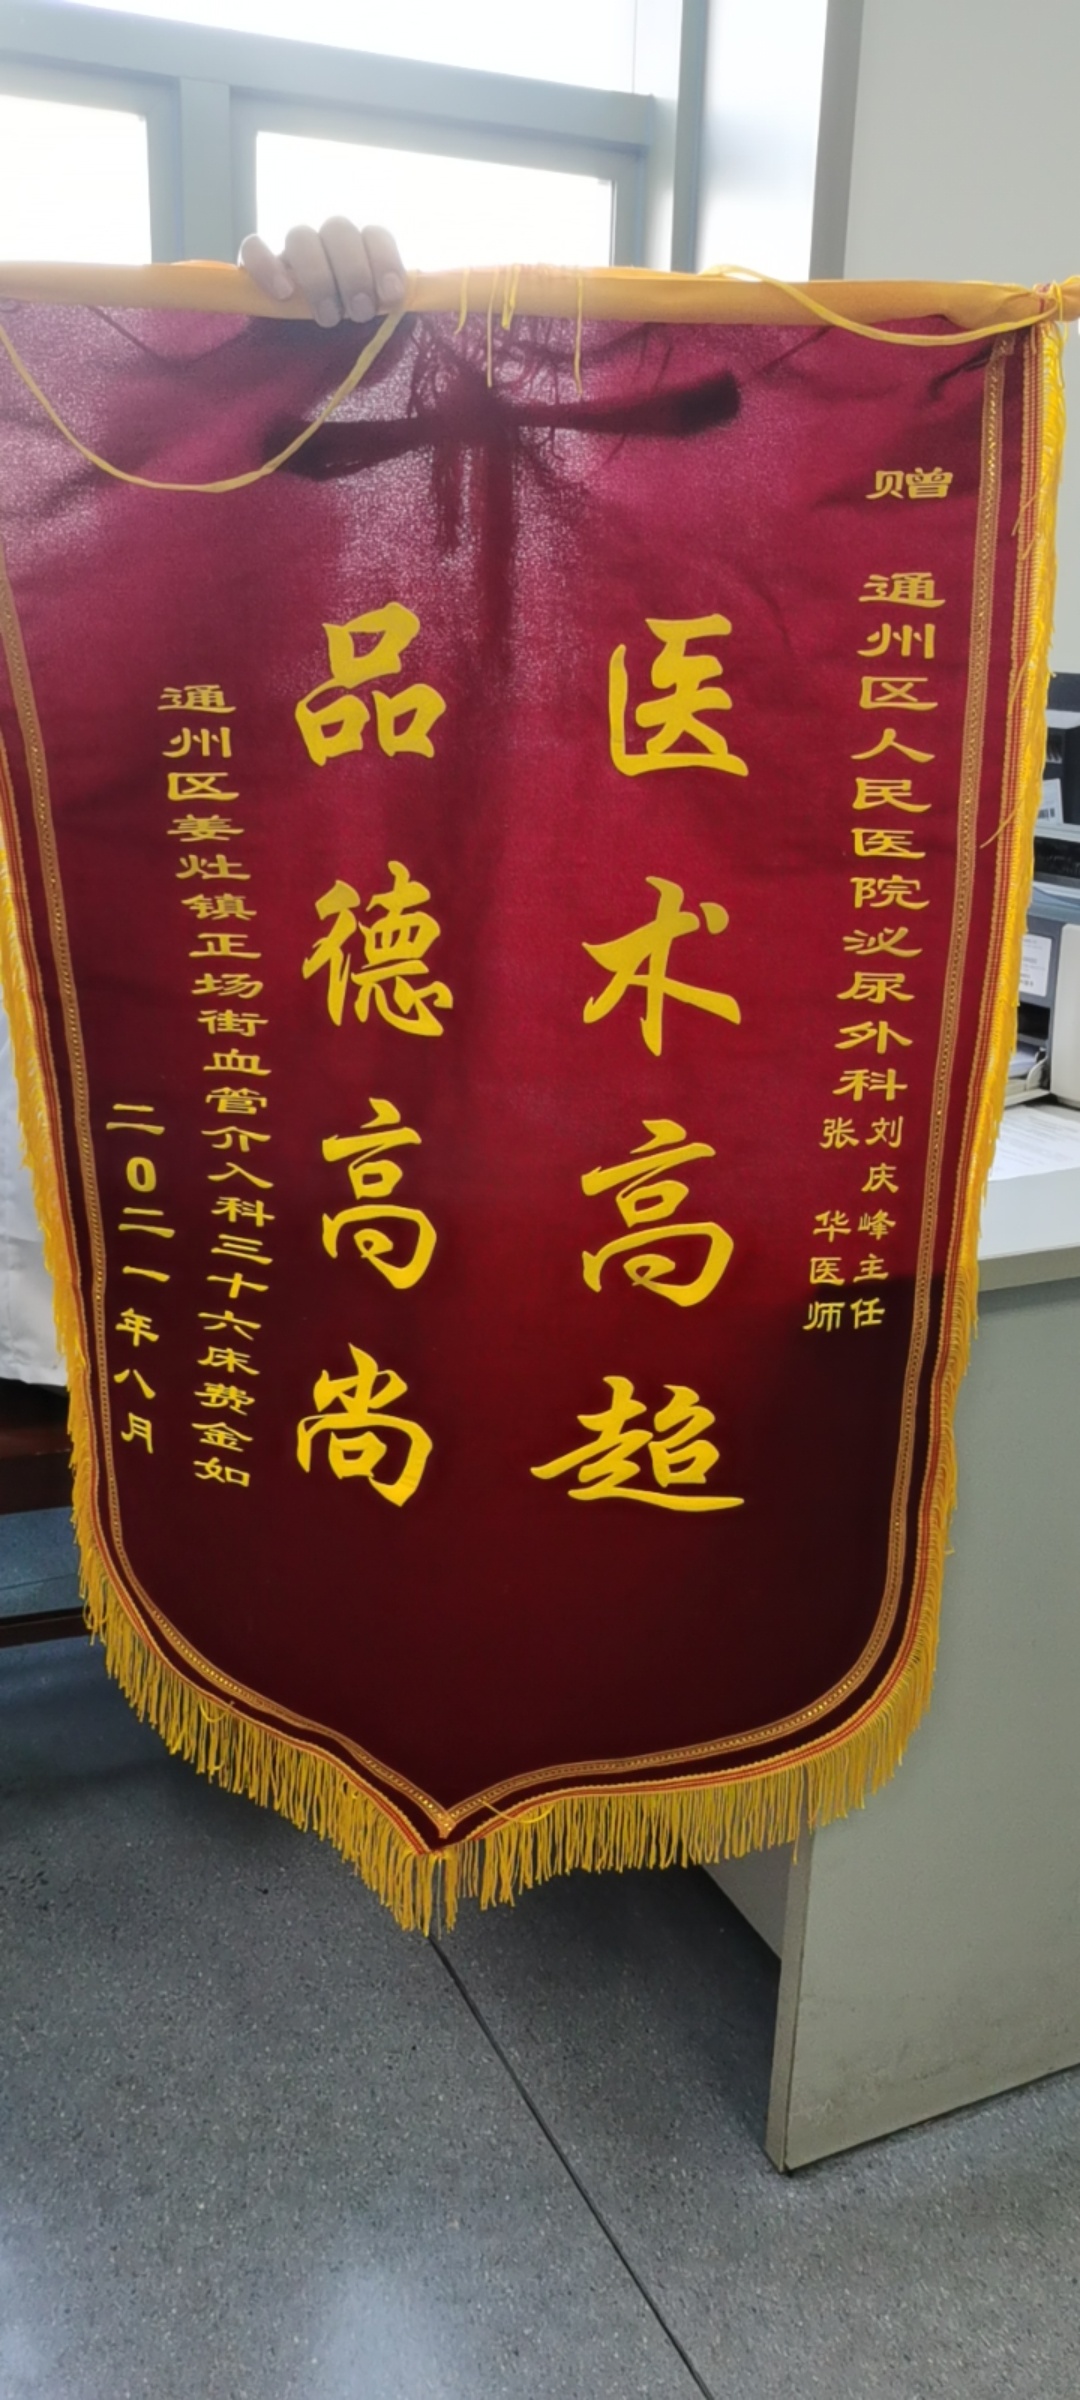 赠
通州区人民医院泌尿外科
刘庆峰主任
张华医师
医术高超
品德高尚
通州区姜灶镇正场街血管介入科三十六床费金如
二0二一年八月